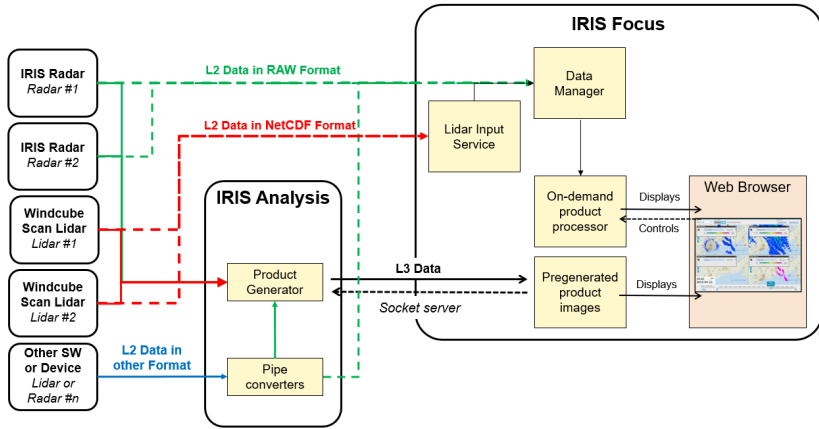 IRIS Focus
IRIS Radar
Radar #1
L2 Data in RAW Format
Data
Manager
L2 Data in NetCDF Format
Lidar Input
Service
IRIS Radar
Radar #2
IRIS Analysis
On-demand
product
processor
Displays
Controls
Web Browser
Windcube
Scan Lidar
Lidar #1
Windcube
Scan Lidar
Lidar #2
Product
Generator
L3 Data
Socket server
Pregenerated
product
images
Displays
Other SW
or Device
Lidar or
Radar #n
L2 Data in
other Format
Pipe
converters